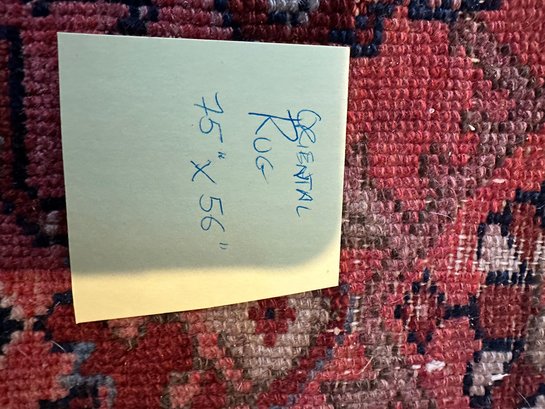 ORIENTAL
RUG
75" X 56"